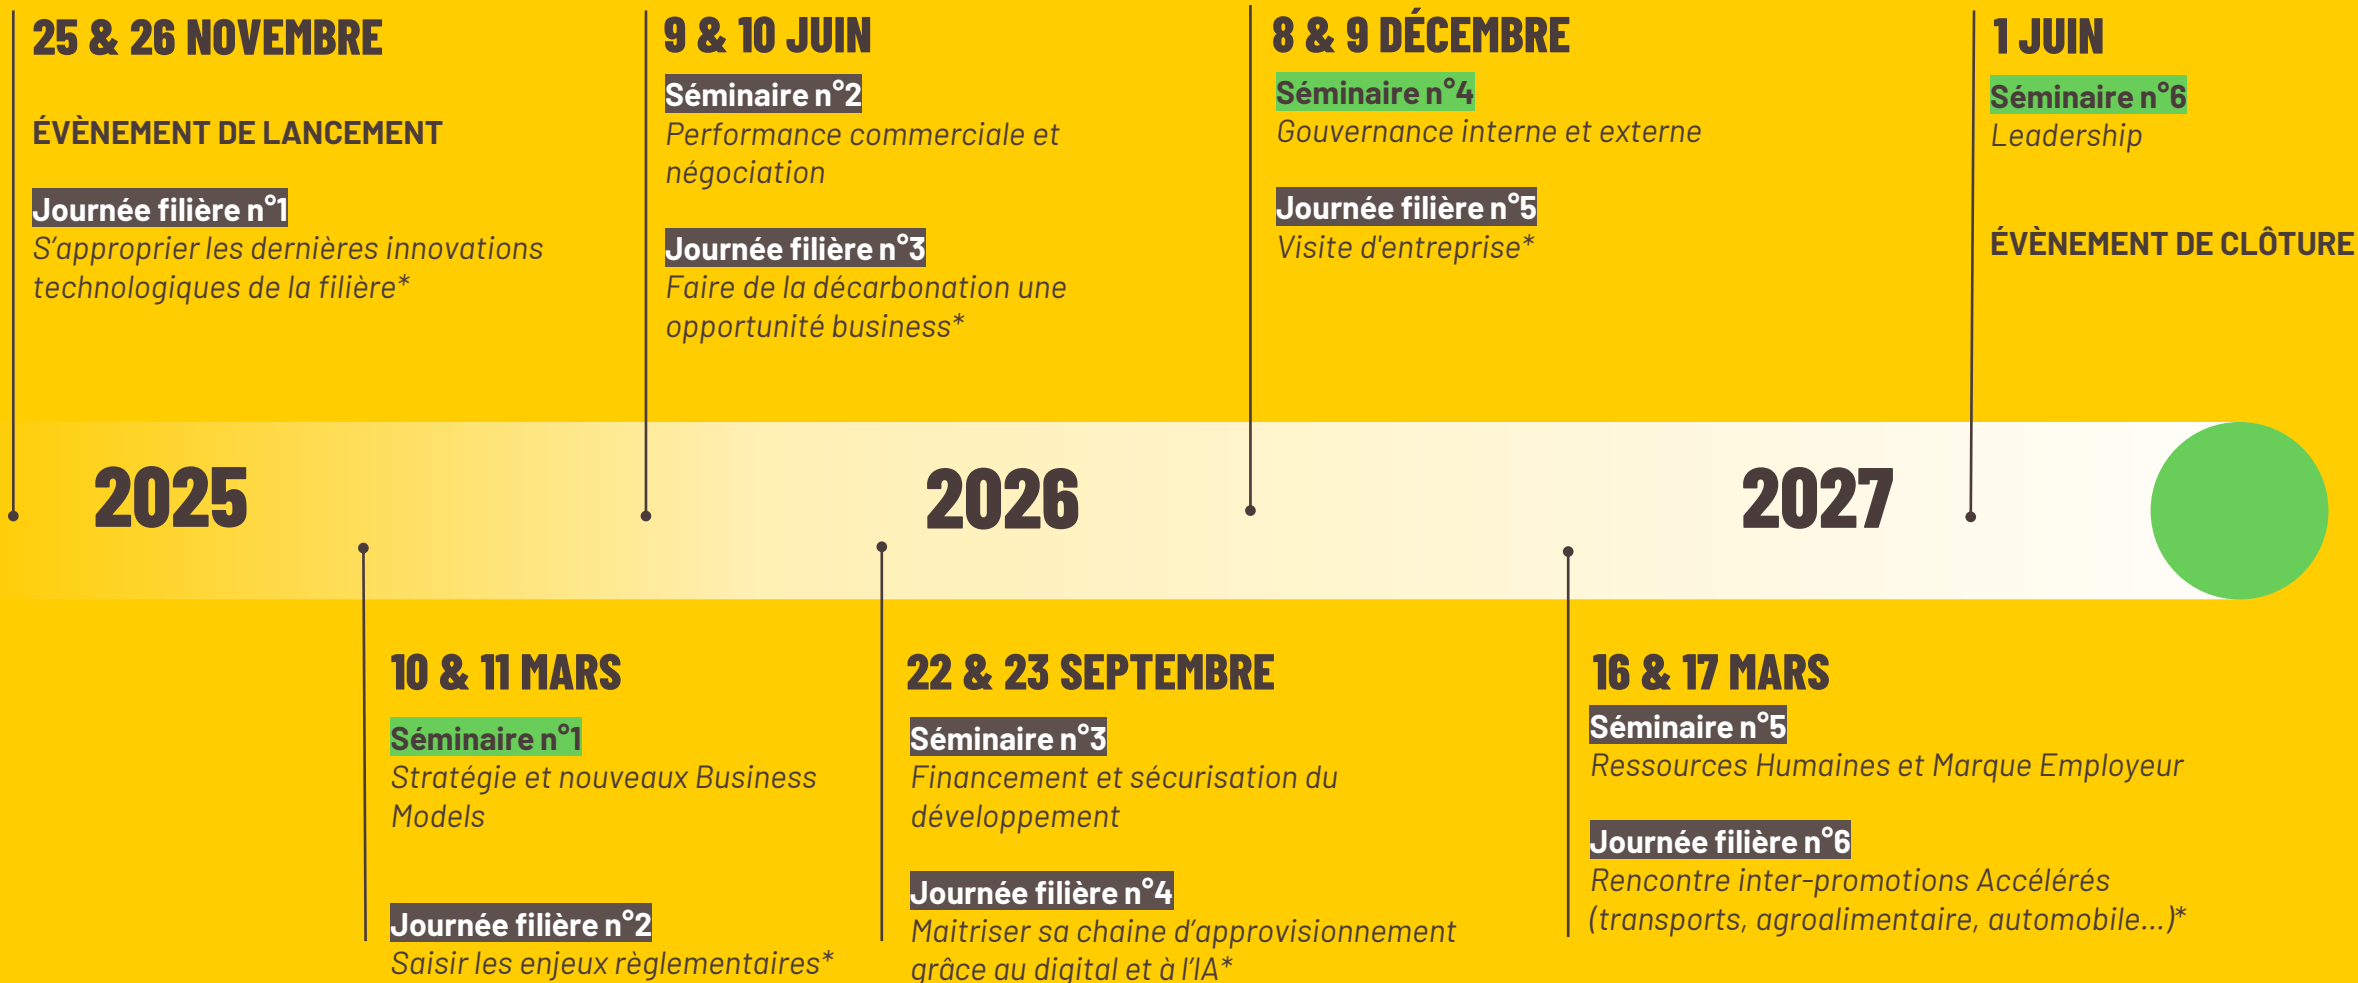 25 & 26 NOVEMBRE
ÉVÈNEMENT DE LANCEMENT
Journée filière n°1
S’approprier les dernières innovations
technologiques de la filière*
9 & 10 JUIN
Séminaire n°2
Performance commerciale et
négociation
Journée filière n°3
Faire de la décarbonation une
opportunité business*
8 & 9 DÉCEMBRE
Séminaire n°4
Gouvernance interne et externe
Journée filière n°5
Visite d'entreprise*
1 JUIN
Séminaire n°6
Leadership
ÉVÈNEMENT DE CLÔTURE
2025
2026
2027
10 & 11 MARS
Séminaire n°1
Stratégie et nouveaux Business
Models
Journée filière n°2
Saisir les enjeux règlementaires*
22 & 23 SEPTEMBRE
Séminaire n°3
Financement et sécurisation du
développement
Journée filière n°4
Maitriser sa chaine d’approvisionnement
grâce au digital et à l’IA*
16 & 17 MARS
Séminaire n°5
Ressources Humaines et Marque Employeur
Journée filière n°6
Rencontre inter-promotions Accélérés
(transports, agroalimentaire, automobile...)*